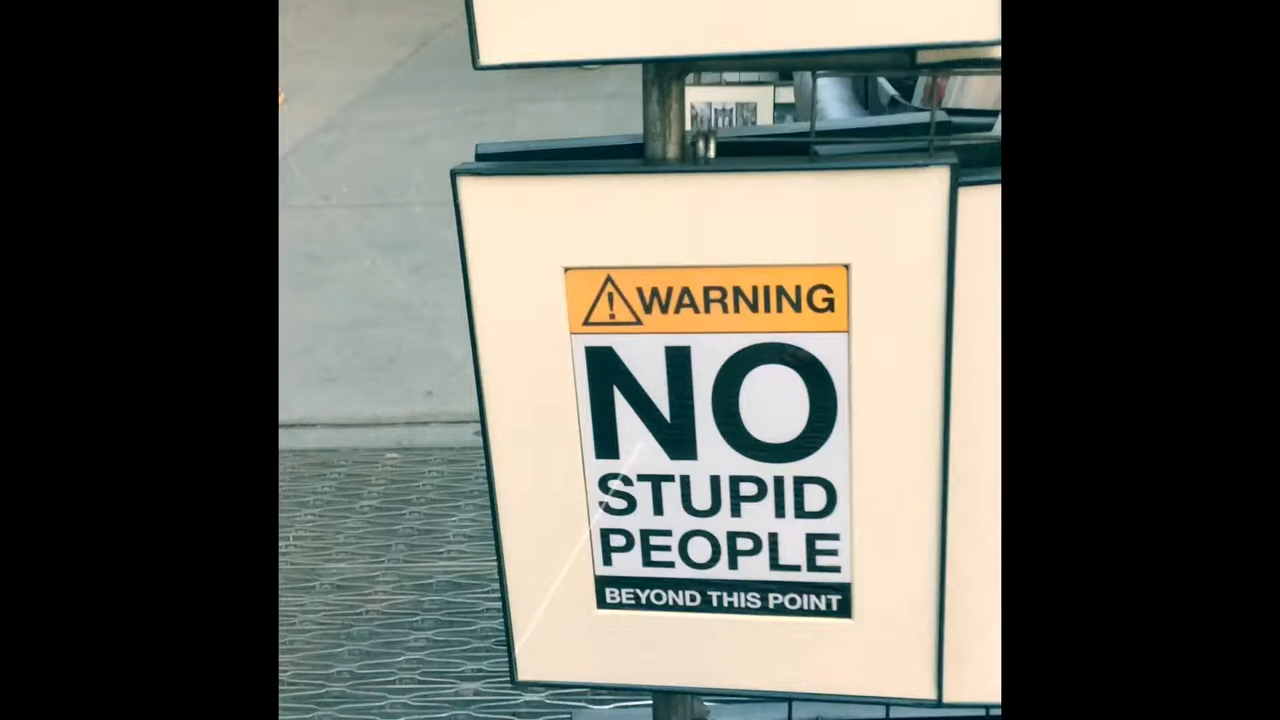 WARNING
NO
STUPID
PEOPLE
BEYOND THIS POINT